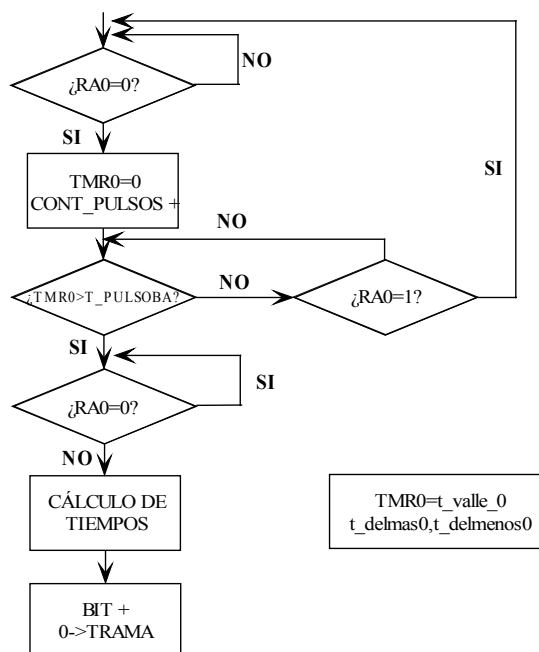 ¿RA0=0?
NO
SI
TMR0=0
CONT_PULSOS +
SI
NO
¿TMR0>T_PULSOBA?
NO
¿RA0=1?
SI
¿RA0=0?
SI
NO
CÁLCULO DE
TIEMPOS
TMR0=t_valle_0
t_delmas0,t_delmenos0
BIT +
0->TRAMA